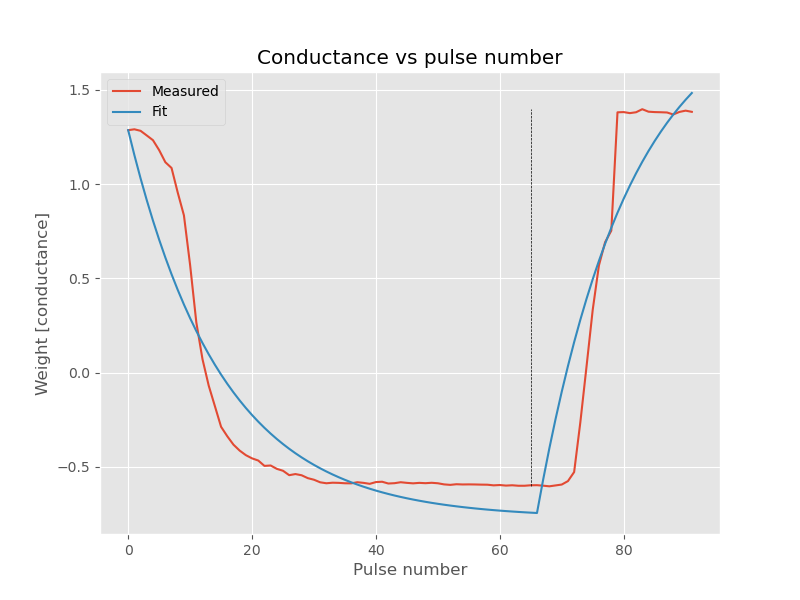 Conductance vs pulse number
Measured
Fit
1.5
1.0
0.5
0.0
−0.5
Weight [conductance]
0
20
40
60
80
Pulse number